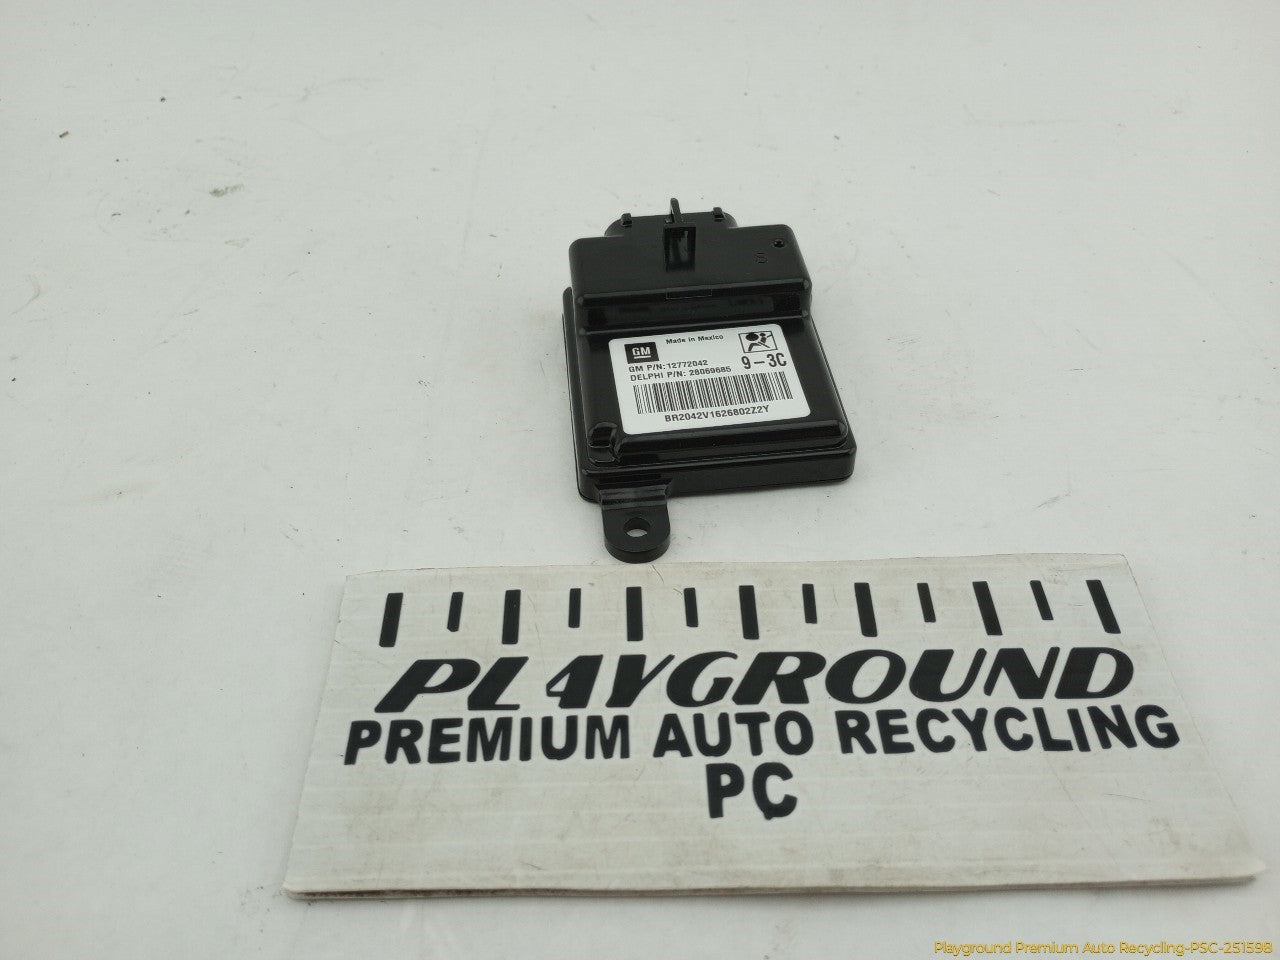 Made in Mexico
GM
GM P/N:12772042
DELPHI P/N: 28069685
9-3C
BR2042V1626802Z2Y
PL4YGROUND
PREMIUM AUTO RECYCLING
PC
Playground Premium Auto Recycling-PSC-251598